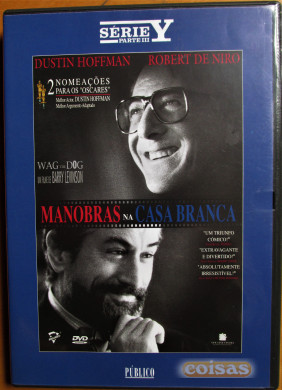 SÉRIE Y
PARTE III
DUSTIN HOFFMAN ROBERT DE NIRO
2 NOMEAÇÕES
PARA OS "OSCARES"
Melhor Actor, DUSTIN HOFFMAN
Melhor Argumento Adaptado
WAG THE DOG
UM FILME DE BARRY LEVINSON
MANOBRAS NA CASA BRANCA
"UM TRIUNFO
CÓMICO!"
"EXTRAVAGANTE
E DIVERTIDO!"
"ABSOLUTAMENTE
IRRESISTÍVEL!"
DVD
PÚBLICO
coisas